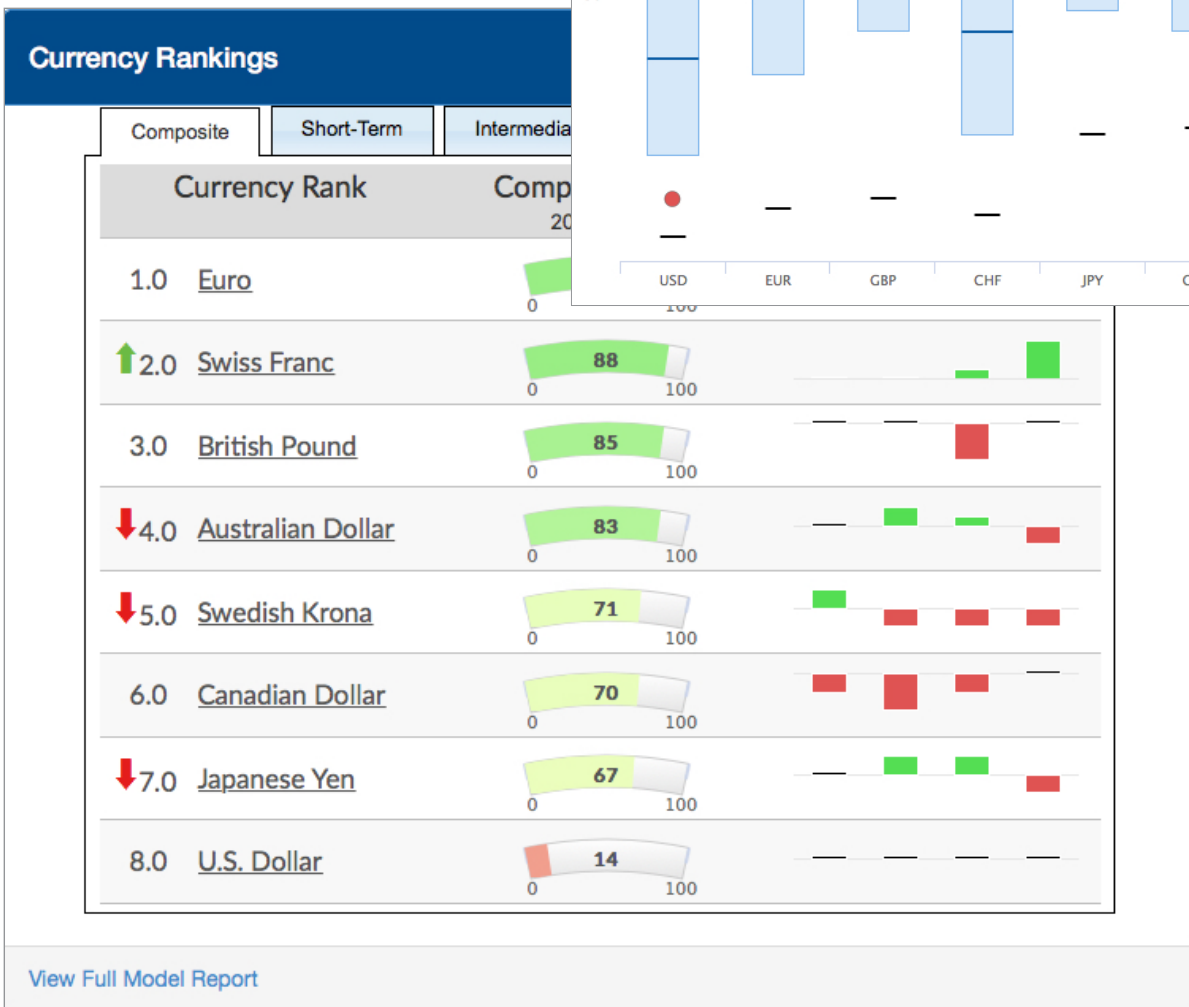 Currency Rankings
Composite Short-Term
Currency Rank
USD EUR GBP CHF JPY
1.0 Euro
0 100
2.0 Swiss Franc 88
0 100
3.0 British Pound 85
0 100
4.0 Australian Dollar 83
0 100
5.0 Swedish Krona 71
0 100
6.0 Canadian Dollar 70
0 100
7.0 Japanese Yen 67
0 100
8.0 U.S. Dollar 14
0 100
View Full Model Report